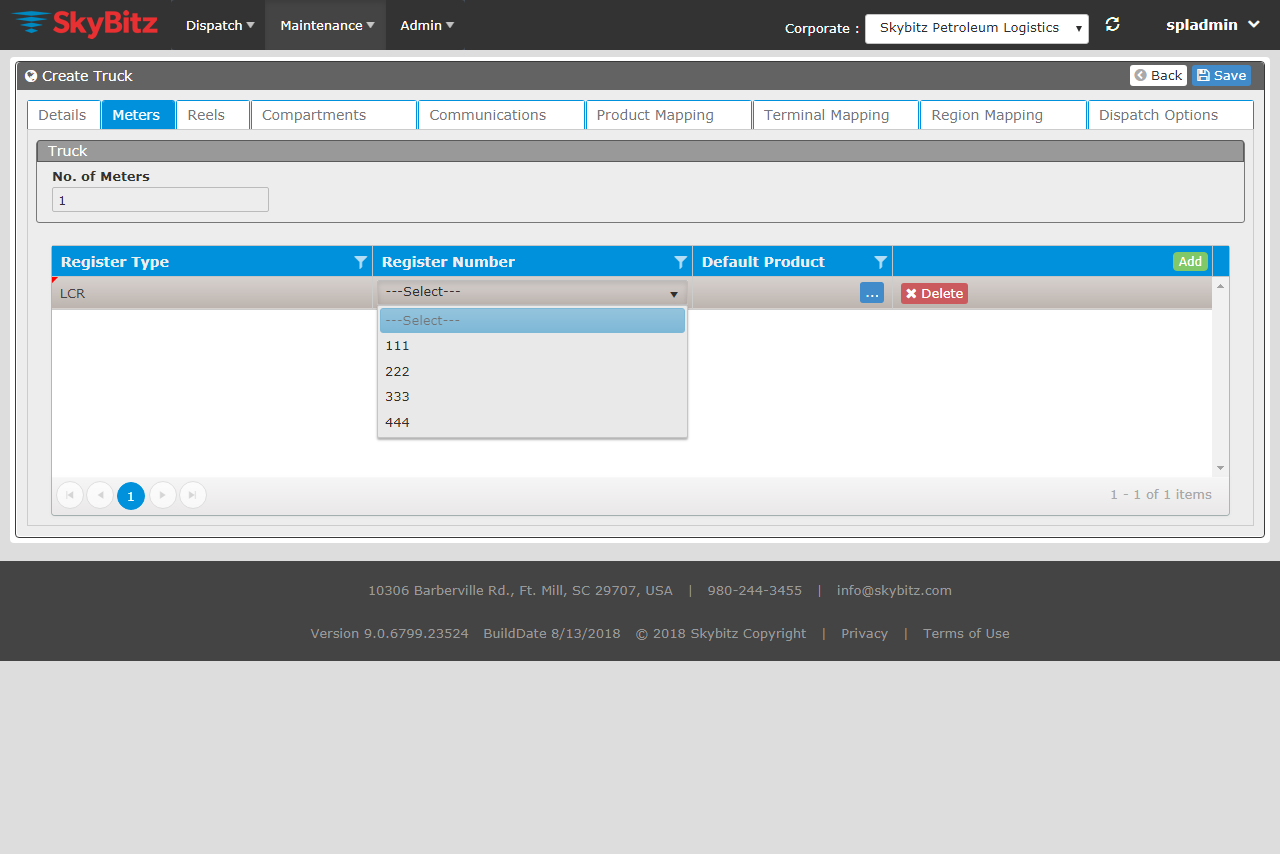 SkyBitz Dispatch Maintenance Admin Corporate : Skybitz Petroleum Logistics spladmin
Create Truck Back Save
Details Meters Reels Compartments Communications Product Mapping Terminal Mapping Region Mapping Dispatch Options
Truck
No. of Meters
1
Register Type Register Number Default Product Add
LCR ---Select--- ... Delete
---Select---
111
222
333
444
1 1 - 1 of 1 items
10306 Barberville Rd., Ft. Mill, SC 29707, USA | 980-244-3455 | info@skybitz.com
Version 9.0.6799.23524 BuildDate 8/13/2018 © 2018 Skybitz Copyright | Privacy | Terms of Use